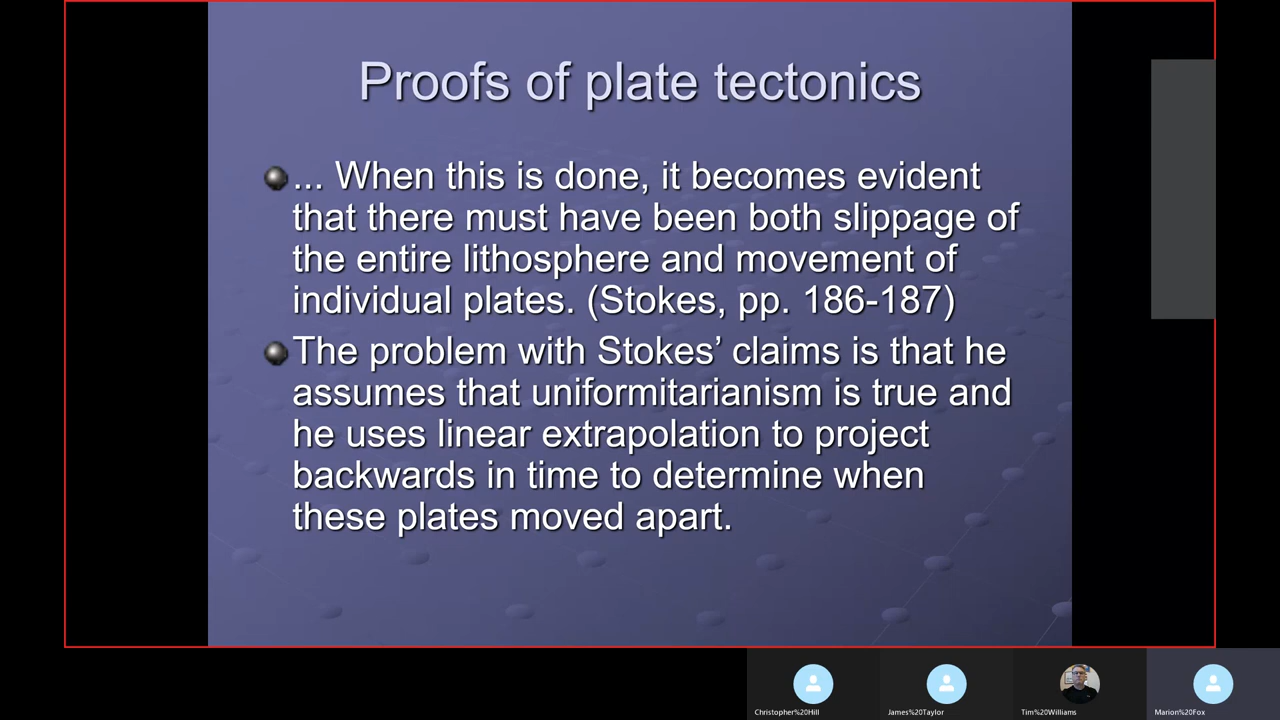 Proofs of plate tectonics
... When this is done, it becomes evident
that there must have been both slippage of
the entire lithosphere and movement of
individual plates. (Stokes, pp. 186-187)
The problem with Stokes’ claims is that he
assumes that uniformitarianism is true and
he uses linear extrapolation to project
backwards in time to determine when
these plates moved apart.
Christopher%20Hill
James%20Taylor
Tim%20Williams
Marion%20Fox